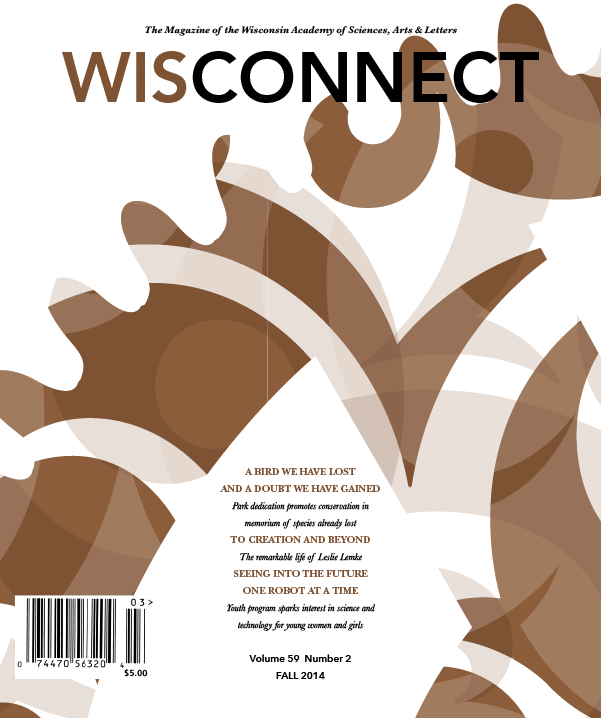 The Magazine of the Wisconsin Academy of Sciences, Arts & Letters
WISCONNECT
A BIRD WE HAVE LOST
AND A DOUBT WE HAVE GAINED
Park dedication promotes conservation in
memorium of species already lost
TO CREATION AND BEYOND
The remarkable life of Leslie Lemke
SEEING INTO THE FUTURE
ONE ROBOT AT A TIME
Youth program sparks interest in science and
technology for young women and girls
Volume 59 Number 2
FALL 2014
03>
0 74470 56320 4
$5.00